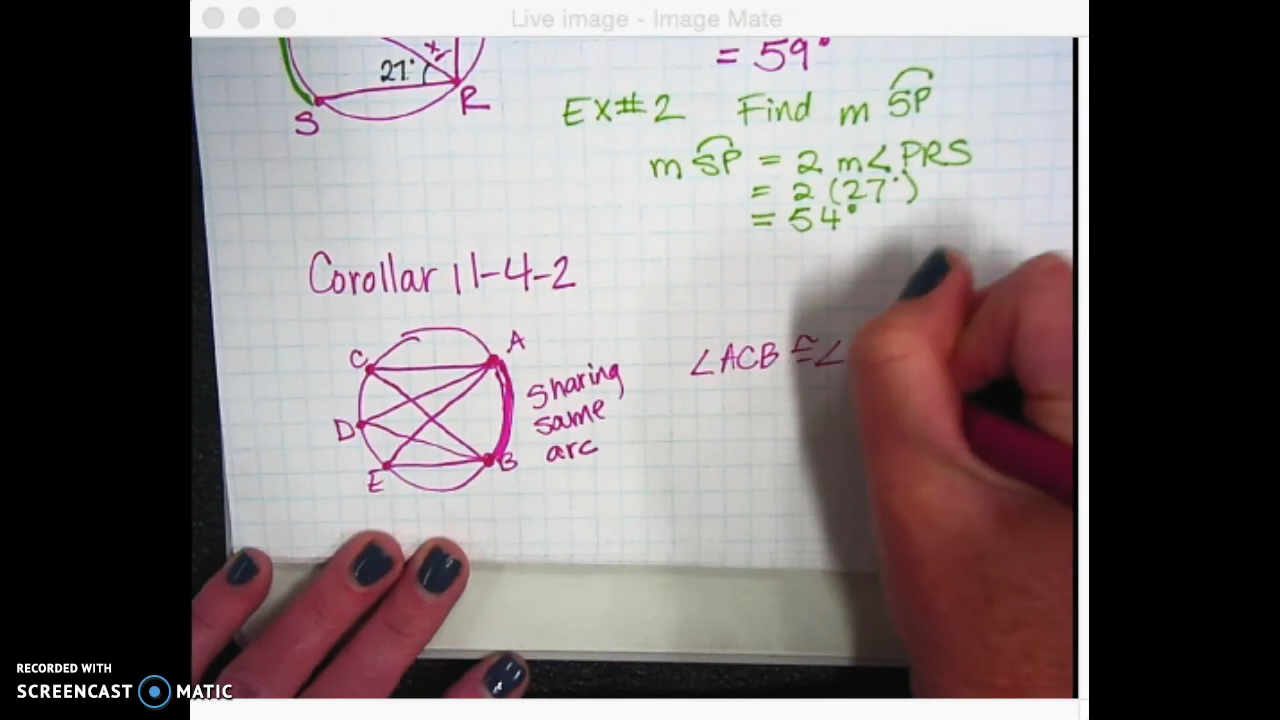 Live image - Image Mate
x
27°
S
R
= 59°
EX#2 Find m SP
m SP = 2 m∠PRS
= 2 (27°)
= 54°
Corollar 11-4-2
C
A
D
E
B
Sharing
same
arc
∠ACB ≅ ∠
RECORDED WITH
SCREENCAST MATIC